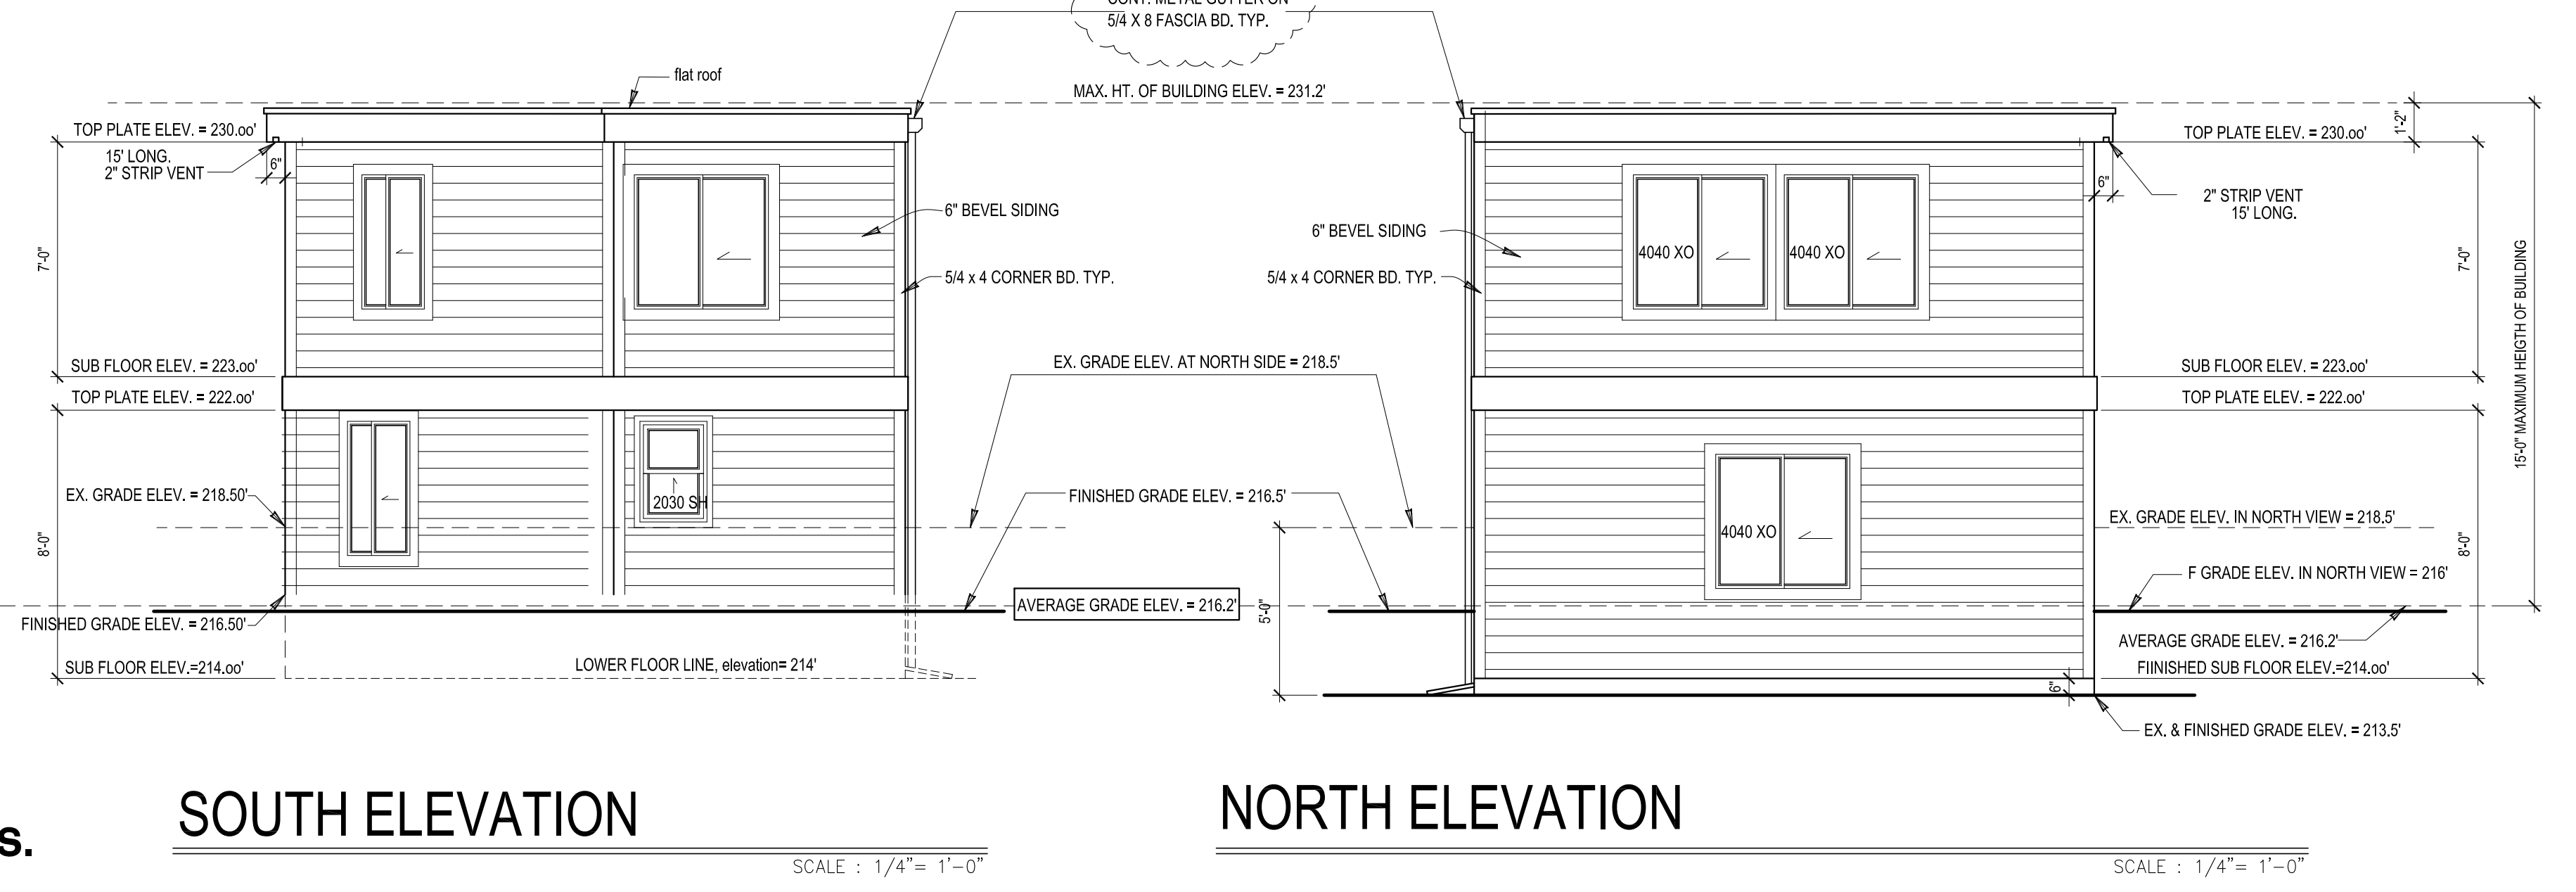 CONT. METAL GUTTER ON
5/4 X 8 FASCIA BD. TYP.
flat roof
MAX. HT. OF BUILDING ELEV. = 231.2'
TOP PLATE ELEV. = 230.oo'
15' LONG.
2" STRIP VENT
6"
7'-0"
6" BEVEL SIDING
5/4 x 4 CORNER BD. TYP.
SUB FLOOR ELEV. = 223.oo'
TOP PLATE ELEV. = 222.oo'
EX. GRADE ELEV. AT NORTH SIDE = 218.5'
EX. GRADE ELEV. = 218.50'
2030 SH
8'-0"
FINISHED GRADE ELEV. = 216.5'
AVERAGE GRADE ELEV. = 216.2'
FINISHED GRADE ELEV. = 216.50'
SUB FLOOR ELEV.=214.oo'
LOWER FLOOR LINE, elevation= 214'
SOUTH ELEVATION
SCALE : 1/4"= 1'-0"
s.
TOP PLATE ELEV. = 230.oo'
1'-2"
6"
2" STRIP VENT
15' LONG.
6" BEVEL SIDING
5/4 x 4 CORNER BD. TYP.
4040 XO
4040 XO
7'-0"
15'-0" MAXIMUM HEIGTH OF BUILDING
SUB FLOOR ELEV. = 223.oo'
TOP PLATE ELEV. = 222.oo'
4040 XO
EX. GRADE ELEV. IN NORTH VIEW = 218.5'
8'-0"
F GRADE ELEV. IN NORTH VIEW = 216'
5'-0"
AVERAGE GRADE ELEV. = 216.2'
FIINISHED SUB FLOOR ELEV.=214.oo'
6"
EX. & FINISHED GRADE ELEV. = 213.5'
NORTH ELEVATION
SCALE : 1/4"= 1'-0"